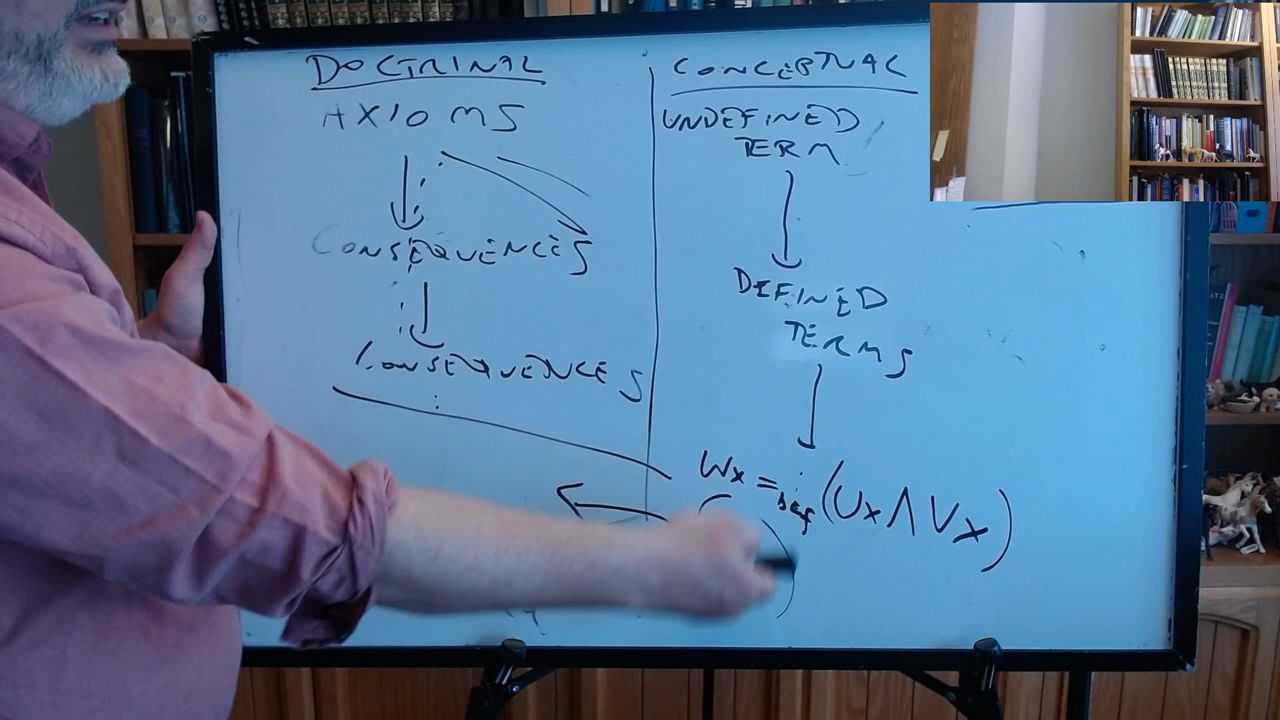 DOCTRINAL
AXIOMS
CONSEQUENCES
CONSEQUENCES
CONCEPTUAL
UNDEFINED
TERM
DEFINED
TERMS
Wx =def (Ux ∧ Vx)